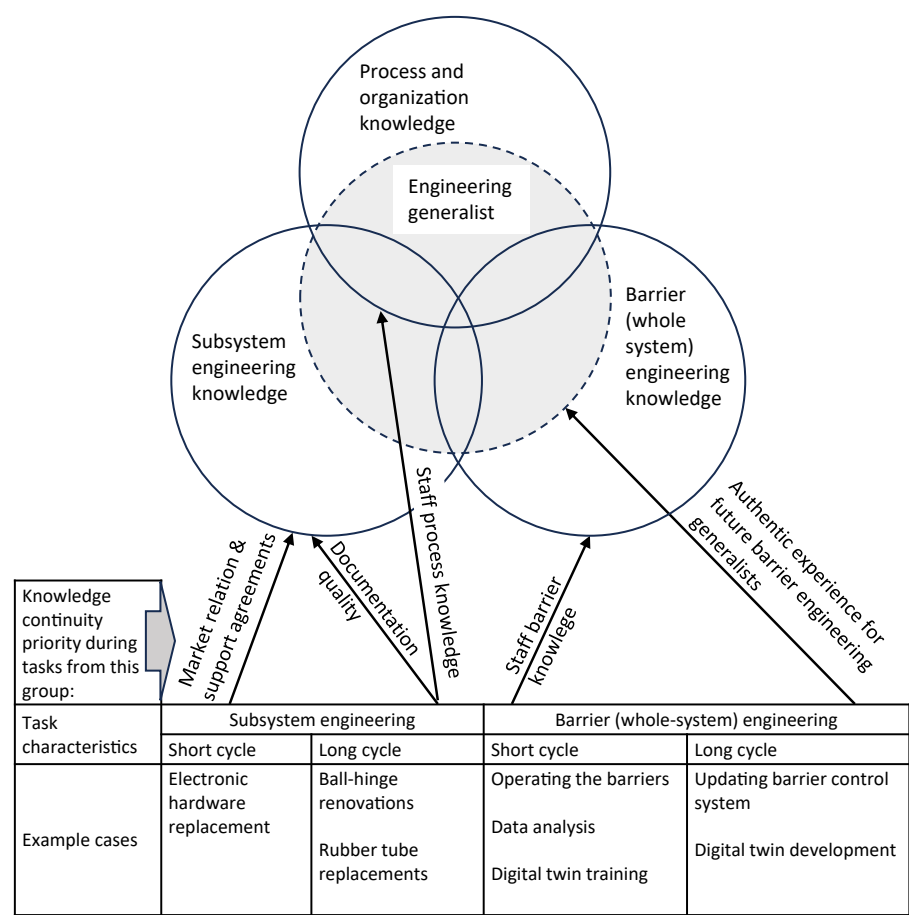 Process and
organization
knowledge
Engineering
generalist
Subsystem
engineering
knowledge
Barrier
(whole
system)
engineering
knowledge
Market relation &
support agreements
Documentation
quality
Staff process knowledge
Staff barrier
knowlege
Authentic experience for
future barrier engineering
generalists
Knowledge
continuity
priority during
tasks from this
group:
Task
characteristics
Subsystem engineering
Barrier (whole-system) engineering
Short cycle
Long cycle
Short cycle
Long cycle
Example cases
Electronic
hardware
replacement
Ball-hinge
renovations
Rubber tube
replacements
Operating the barriers
Data analysis
Digital twin training
Updating barrier control
system
Digital twin development